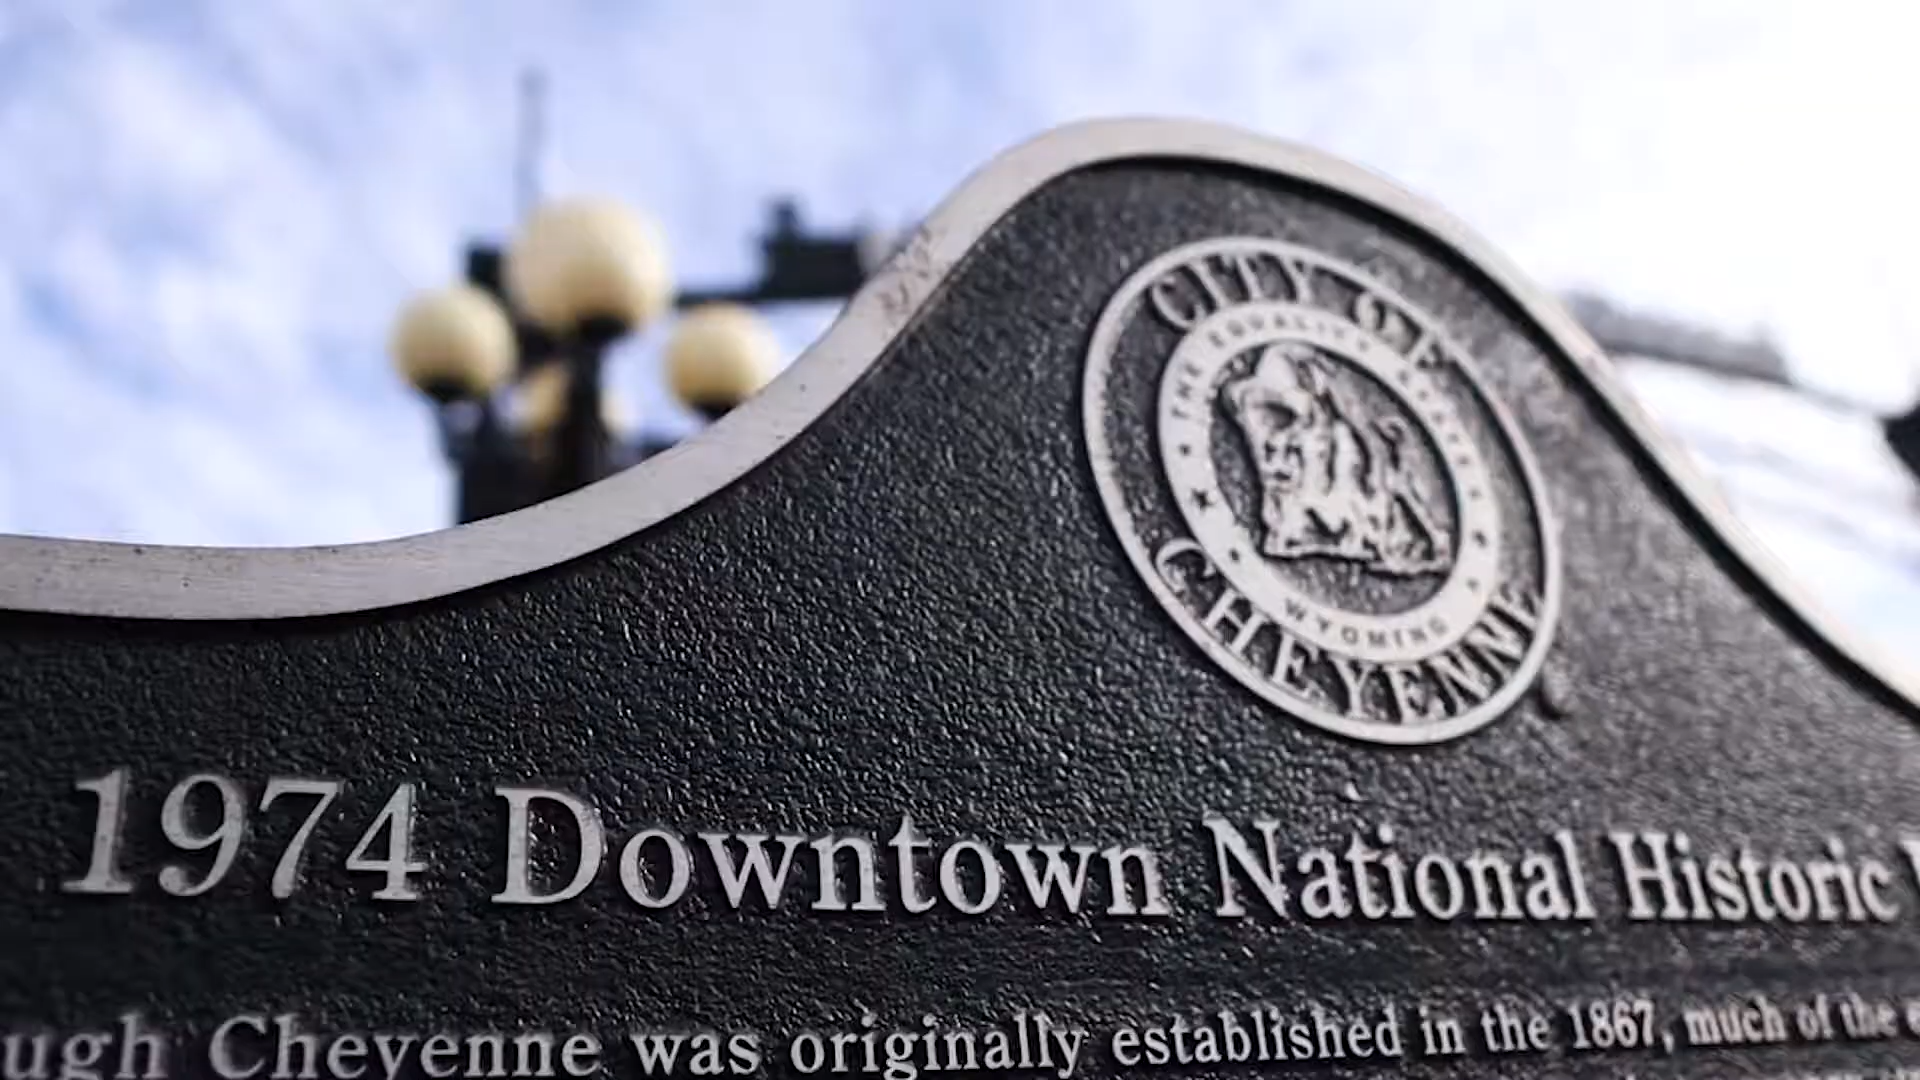 CITY OF
THE EQUALITY
WYOMING
CHEYENNE
1974 Downtown National Historic
ugh Cheyenne was originally established in the 1867, much of the